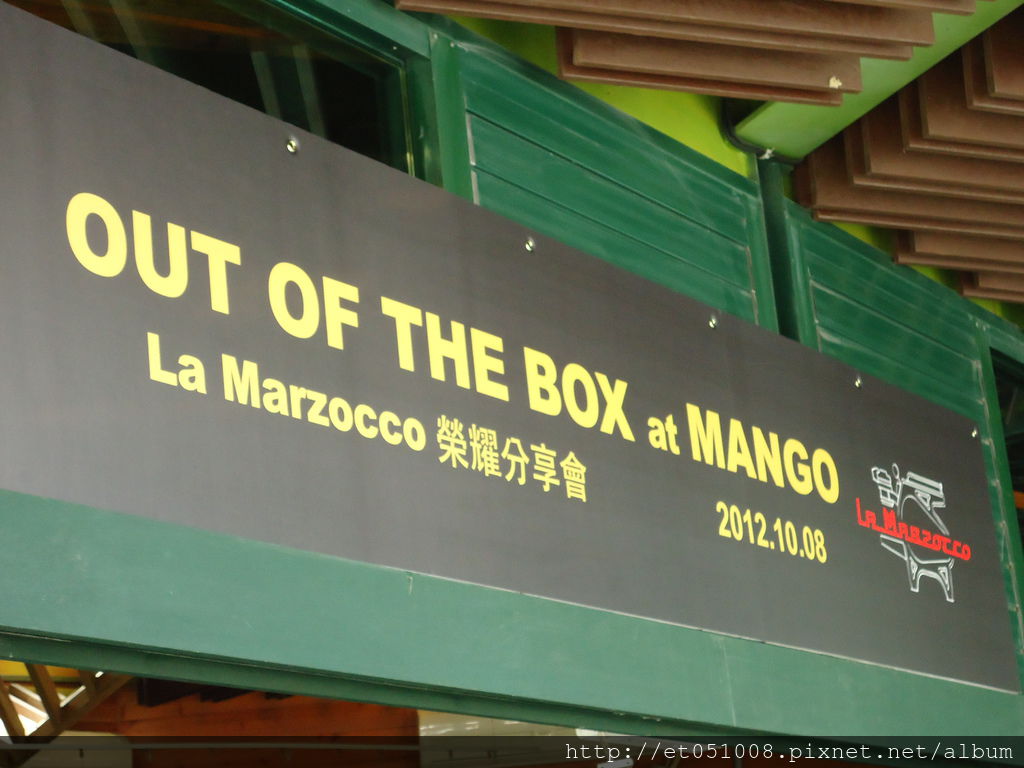 OUT OF THE BOX at MANGO
La Marzocco 榮耀分享會
2012.10.08
La Marzocco
http://et051008.pixnet.net/album